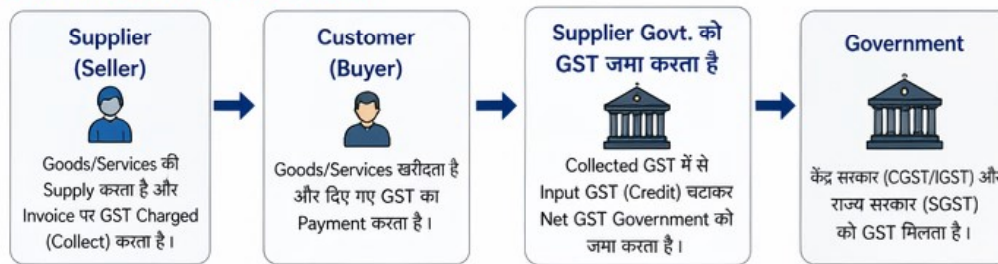 Supplier
(Seller)
Goods/Services की
Supply करता है और
Invoice पर GST Charged
(Collect) करता है।
Customer
(Buyer)
Goods/Services खरीदता है
और दिए गए GST का
Payment करता है।
Supplier Govt. को
GST जमा करता है
Collected GST में से
Input GST (Credit) चटाकर
Net GST Government को
जमा करता है।
Government
केंद्र सरकार (CGST/IGST) और
राज्य सरकार (SGST)
को GST मिलता है।